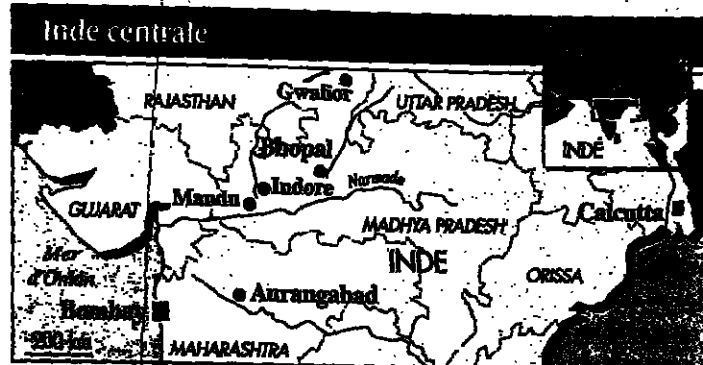 Inde centrale
Gwalior
RAJASTHAN
UTTAR PRADESH
Bhopal
INDE
Mandu
Indore
Narmada
GUJARAT
MADHYA PRADESH
Calcutta
Mer
d'Oman
INDE
ORISSA
Bombay
Aurangabad
200 km
MAHARASHTRA